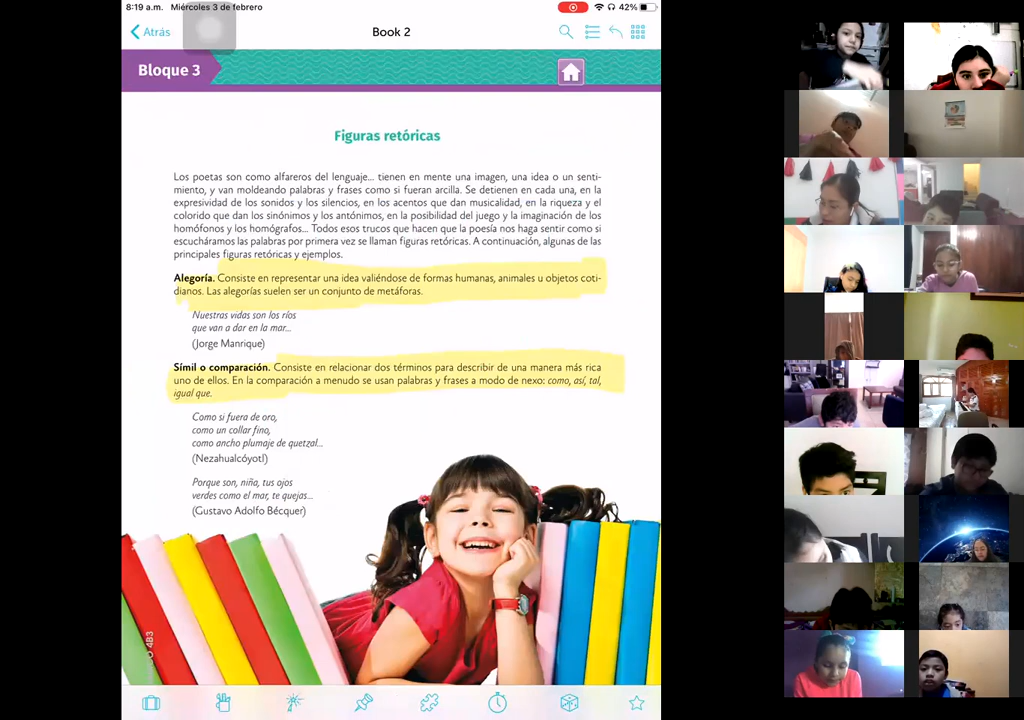 8:19 a.m. Miércoles 3 de febrero
42%
Atrás
Book 2
Bloque 3
Figuras retóricas
Los poetas son como alfareros del lenguaje... tienen en mente una imagen, una idea o un senti-
miento, y van moldeando palabras y frases como si fueran arcilla. Se detienen en cada una, en la
expresividad de los sonidos y los silencios, en los acentos que dan musicalidad, en la riqueza y el
colorido que dan los sinónimos y los antónimos, en la posibilidad del juego y la imaginación de los
homófonos y los homógrafos... Todos esos trucos que hacen que la poesía nos haga sentir como si
escucháramos las palabras por primera vez se llaman figuras retóricas. A continuación, algunas de las
principales figuras retóricas y ejemplos.
Alegoría. Consiste en representar una idea valiéndose de formas humanas, animales u objetos coti-
dianos. Las alegorías suelen ser un conjunto de metáforas.
Nuestras vidas son los ríos
que van a dar en la mar...
(Jorge Manrique)
Símil o comparación. Consiste en relacionar dos términos para describir de una manera más rica
uno de ellos. En la comparación a menudo se usan palabras y frases a modo de nexo: como, así, tal,
igual que.
Como si fuera de oro,
como un collar fino,
como ancho plumaje de quetzal...
(Nezahualcóyotl)
Porque son, niña, tus ojos
verdes como el mar, te quejas...
(Gustavo Adolfo Bécquer)